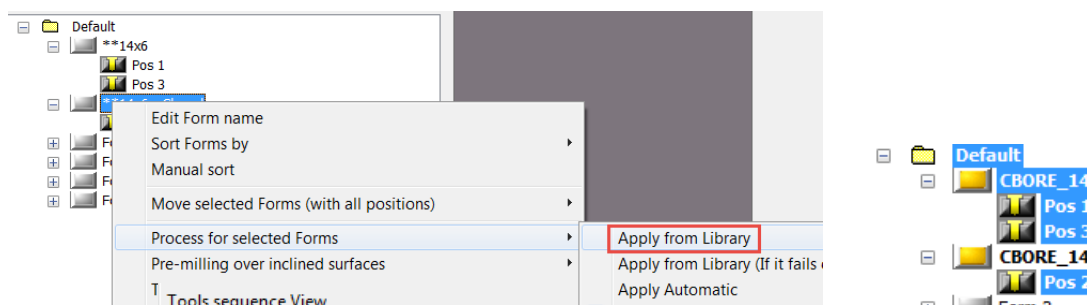 Default
**14x6
Pos 1
Pos 3
Edit Form name
Sort Forms by
Manual sort
Move selected Forms (with all positions)
Process for selected Forms
Pre-milling over inclined surfaces
T
Tools sequence View
Apply from Library
Apply from Library (If it fails
Apply Automatic
Default
CBORE_14
Pos 1
Pos 3
CBORE_14
Pos 2